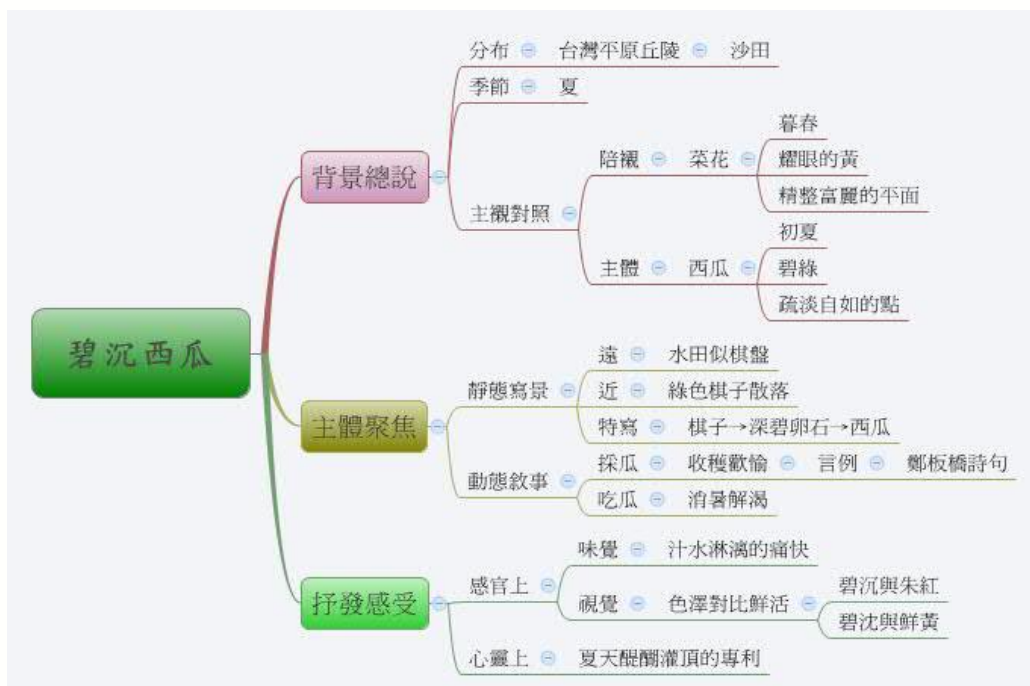 碧沉西瓜
背景總說
分布 台灣平原丘陵 沙田
季節 夏
主襯對照
陪襯 菜花
暮春
耀眼的黃
精整富麗的平面
主體 西瓜
初夏
碧綠
疏淡自如的點
主體聚焦
靜態寫景
遠 水田似棋盤
近 綠色棋子散落
特寫 棋子→深碧卵石→西瓜
動態敘事
採瓜 收穫歡愉 言例 鄭板橋詩句
吃瓜 消暑解渴
抒發感受
感官上
味覺 汁水淋漓的痛快
視覺 色澤對比鮮活
碧沉與朱紅
碧沈與鮮黃
心靈上 夏天醍醐灌頂的專利